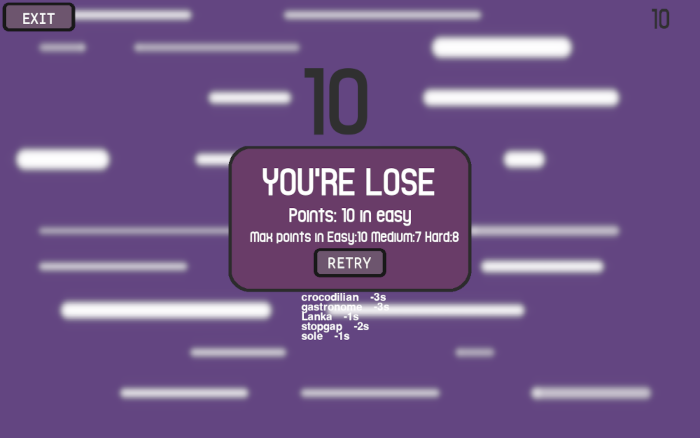 EXIT
10
10
YOU'RE LOSE
Points: 10 in easy
Max points in Easy:10 Medium:7 Hard:8
RETRY
crocodilian -3s
gastronome -3s
Lanka -1s
stopgap -2s
sole -1s